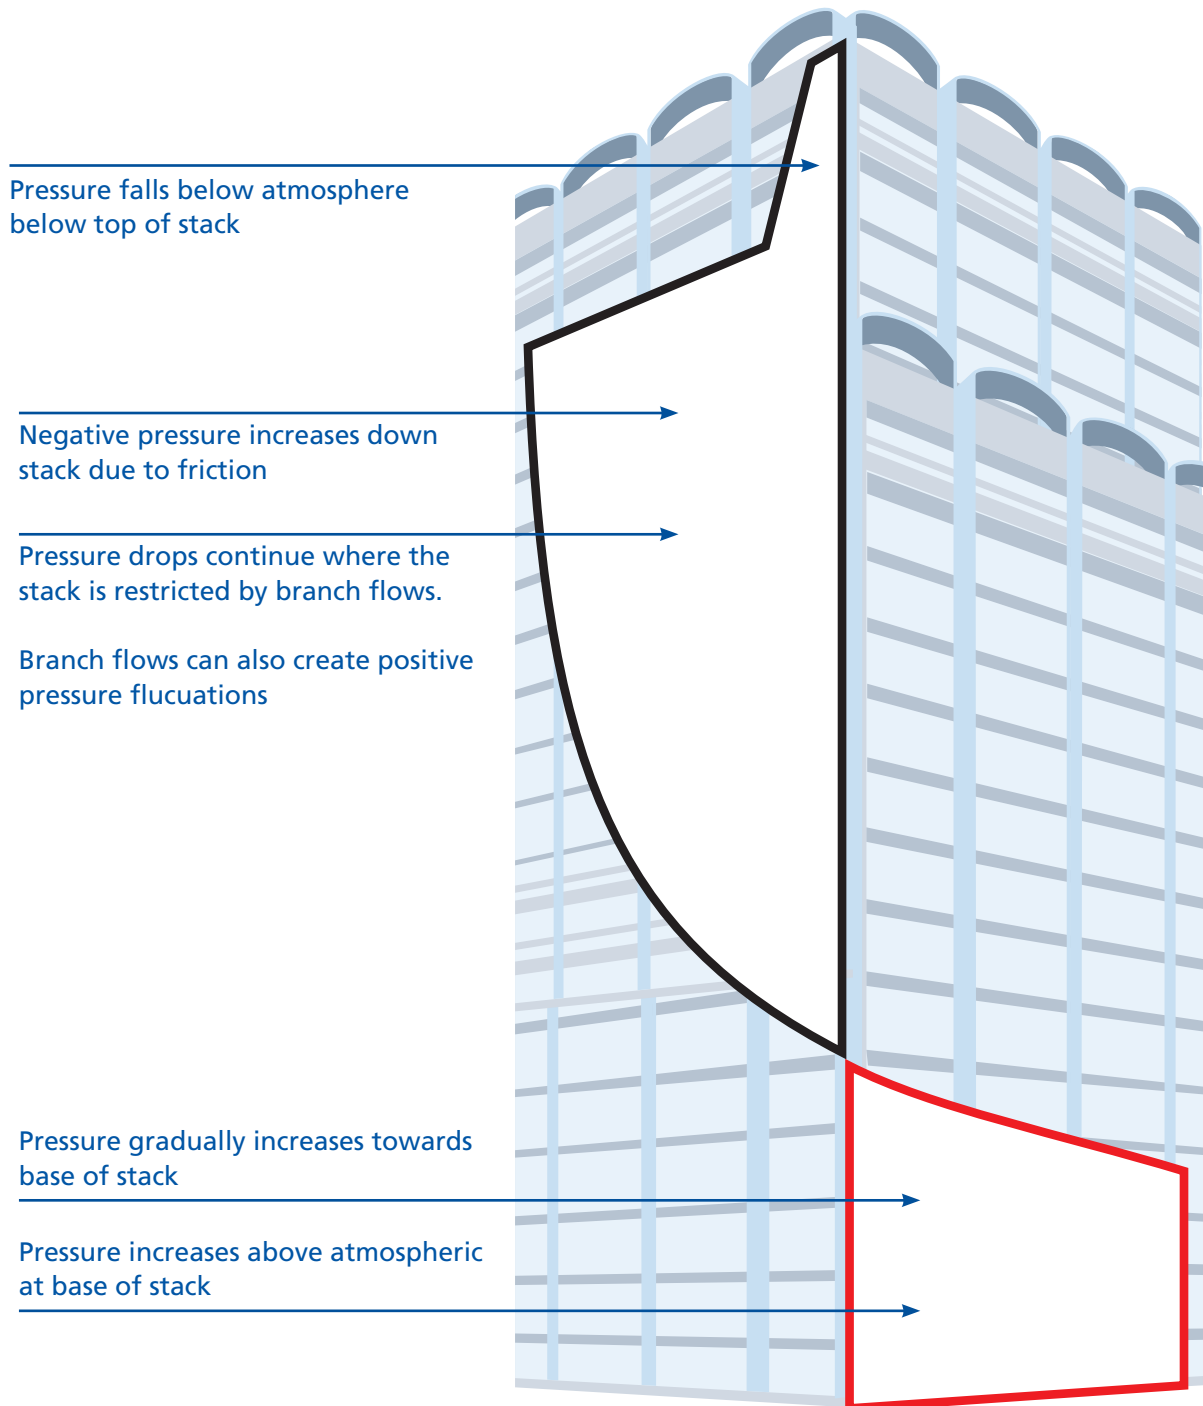 Pressure falls below atmosphere
below top of stack
Negative pressure increases down
stack due to friction
Pressure drops continue where the
stack is restricted by branch flows.
Branch flows can also create positive
pressure flucuations
Pressure gradually increases towards
base of stack
Pressure increases above atmospheric
at base of stack